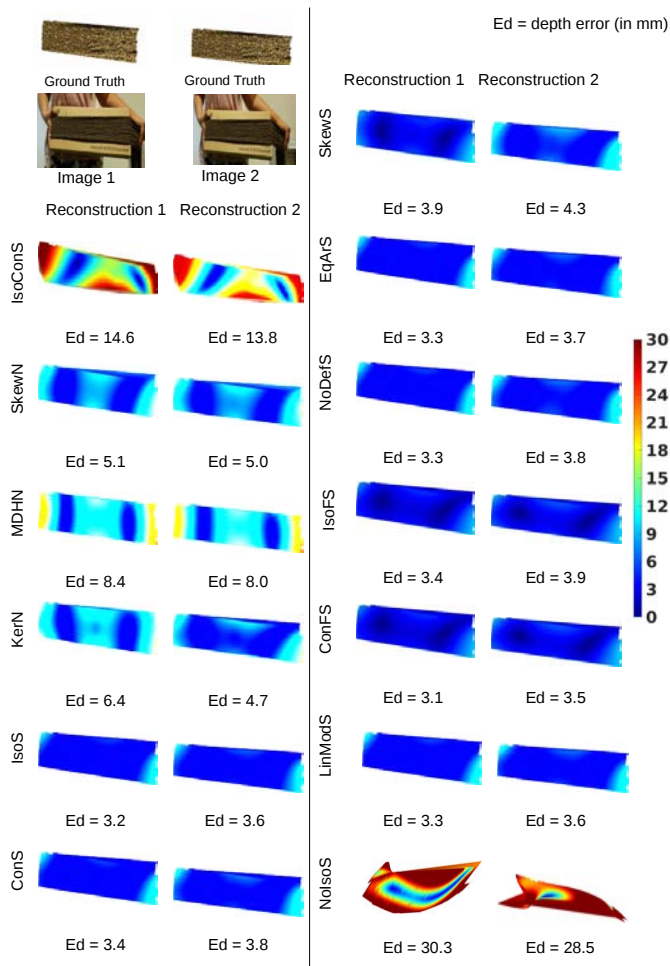 Ground Truth Ground Truth
Image 1 Image 2
Reconstruction 1 Reconstruction 2
IsoConS
Ed = 14.6 Ed = 13.8
SkewN
Ed = 5.1 Ed = 5.0
MDHN
Ed = 8.4 Ed = 8.0
KerN
Ed = 6.4 Ed = 4.7
IsoS
Ed = 3.2 Ed = 3.6
ConS
Ed = 3.4 Ed = 3.8
Ed = depth error (in mm)
Reconstruction 1 Reconstruction 2
SkewS
Ed = 3.9 Ed = 4.3
EqArS
Ed = 3.3 Ed = 3.7
NoDefS
Ed = 3.3 Ed = 3.8
IsoFS
Ed = 3.4 Ed = 3.9
ConFS
Ed = 3.1 Ed = 3.5
LinModS
Ed = 3.3 Ed = 3.6
NoIsoS
Ed = 30.3 Ed = 28.5
30
27
24
21
18
15
12
9
6
3
0